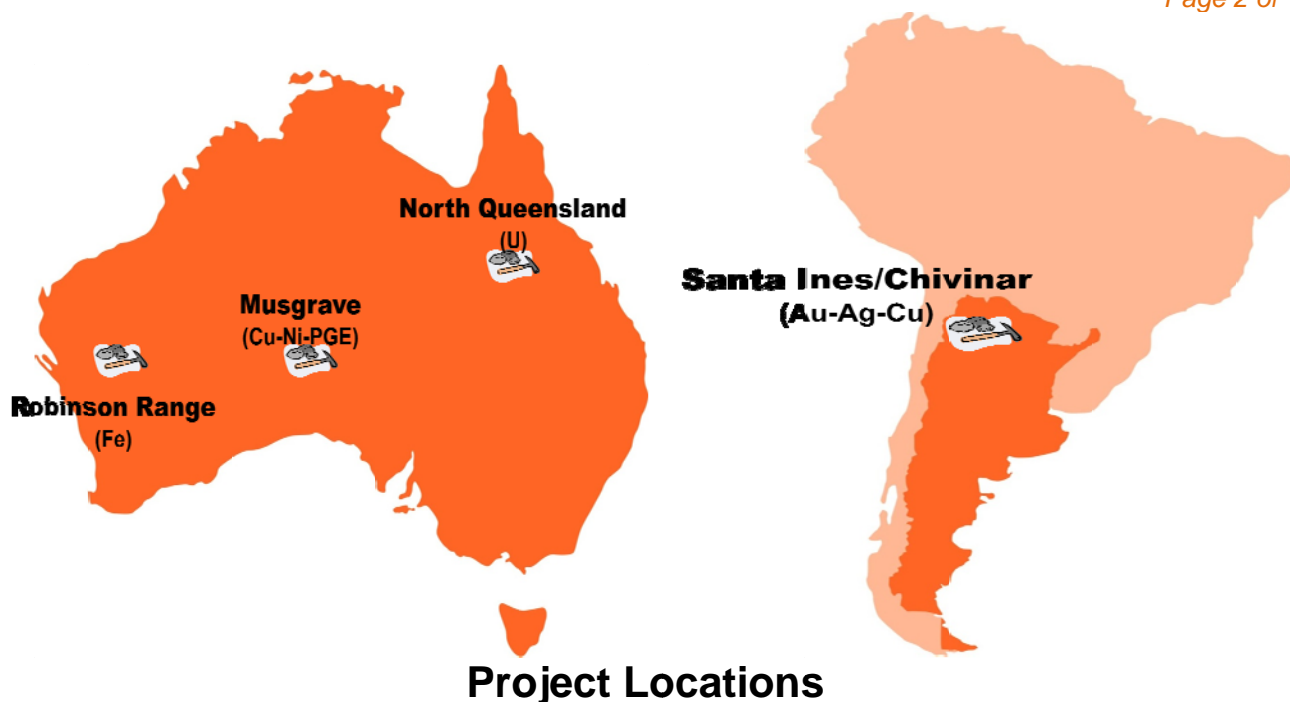 Page 2 of
North Queensland
(U)
Musgrave
(Cu-Ni-PGE)
Robinson Range
(Fe)
Santa Ines/Chivinar
(Au-Ag-Cu)
Project Locations